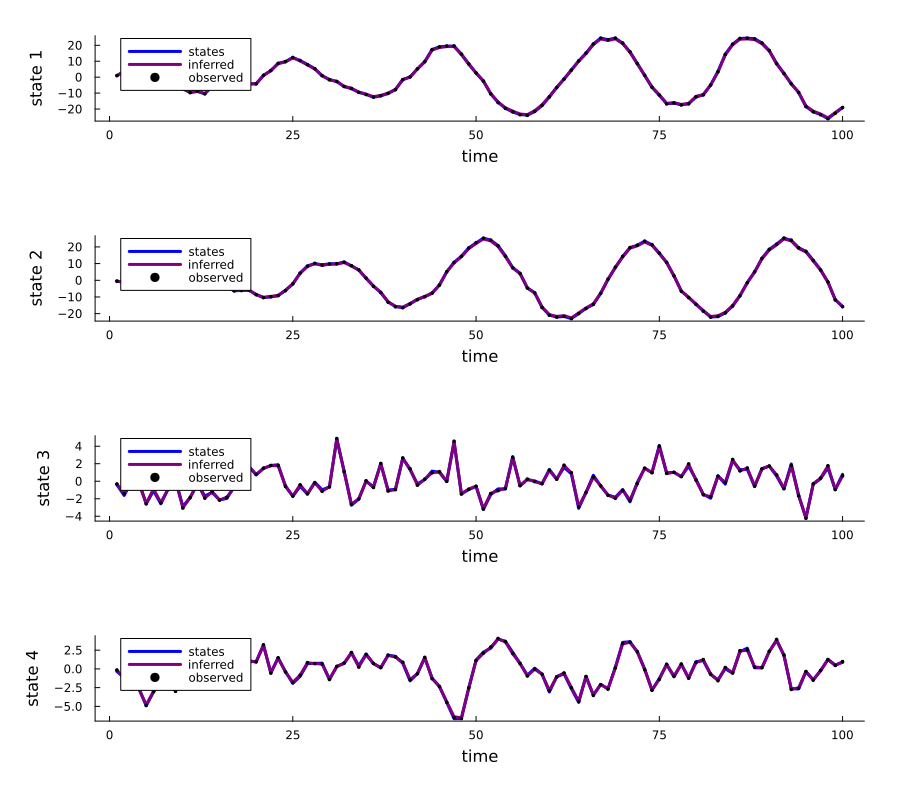 state 1
20
10
0
−10
−20
states
inferred
observed
0 25 50 75 100
time
state 2
20
10
0
−10
−20
states
inferred
observed
0 25 50 75 100
time
state 3
4
2
0
−2
−4
states
inferred
observed
0 25 50 75 100
time
state 4
2.5
0.0
−2.5
−5.0
states
inferred
observed
0 25 50 75 100
time